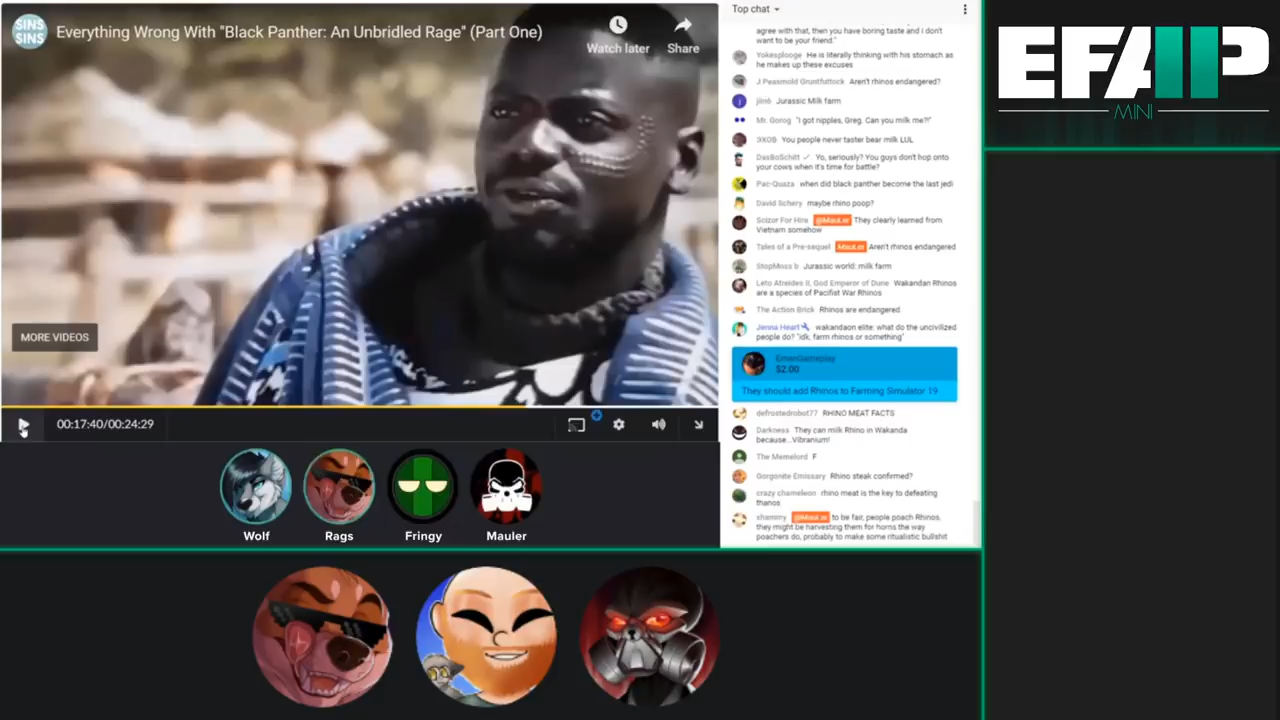 SINS
SINS
Everything Wrong With "Black Panther: An Unbridled Rage" (Part One)
Watch later
Share
MORE VIDEOS
00:17:40/00:24:29
Wolf
Rags
Fringy
Mauler
Top chat
agree with that, then you have boring taste and I don't
want to be your friend."
Yokesplooge He is literally thinking with his stomach as
he makes up these excuses
J Peasmold Gruntfuttock Aren't rhinos endangered?
jimè Jurassic Milk farm
Mr. Gorog "I got nipples, Greg. Can you milk me?!"
ЭХОВ You people never taster bear milk LUL
DasBoSchitt Yo, seriously? You guys don't hop onto
your cows when it's time for battle?
Pac-Quaza when did black panther become the last jedi
David Schery maybe rhino poop?
Scizor For Hire @MauLer They clearly learned from
Vietnam somehow
Tales of a Pre-sequel MauLer Aren't rhinos endangered
StopMoss b Jurassic world: milk farm
Leto Atreides II, God Emperor of Dune Wakandan Rhinos
are a species of Pacifist War Rhinos
The Action Brick Rhinos are endangered
Jenna Heart wakandaon elite: what do the uncivilized
people do? "idk, farm rhinos or something"
EmanGameplay
$2.00
They should add Rhinos to Farming Simulator 19
defrostedrobot77 RHINO MEAT FACTS
Darkness They can milk Rhino in Wakanda
because...Vibranium!
The Memelord F
Gorgonite Emissary Rhino steak confirmed?
crazy chameleon rhino meat is the key to defeating
thanos
shaminy @MauLer to be fair, people poach Rhinos,
they might be harvesting them for horns the way
poachers do, probably to make some ritualistic bullshit
EFAP
MINI